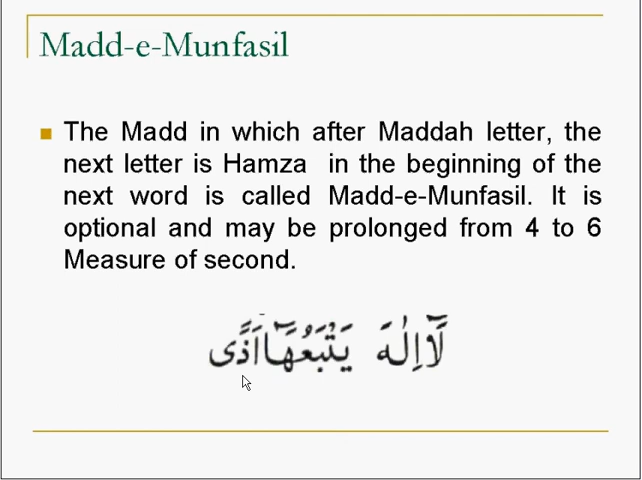 Madd-e-Munfasil
The Madd in which after Maddah letter, the
next letter is Hamza in the beginning of the
next word is called Madd-e-Munfasil. It is
optional and may be prolonged from 4 to 6
Measure of second.
لَآ اِلٰهَ يَتْبَعُهَآ اَذًى